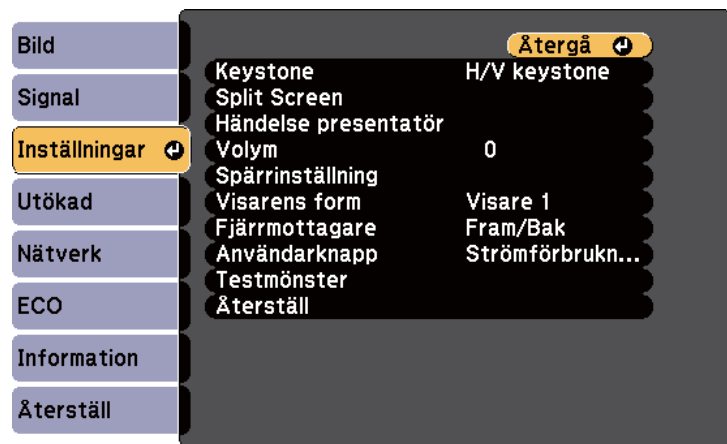 Bild
Signal
Inställningar
Utökad
Nätverk
ECO
Information
Återställ
Återgå
Keystone H/V keystone
Split Screen
Händelse presentatör
Volym 0
Spärrinställning
Visarens form Visare 1
Fjärrmottagare Fram/Bak
Användarknapp Strömförbrukn...
Testmönster
Återställ